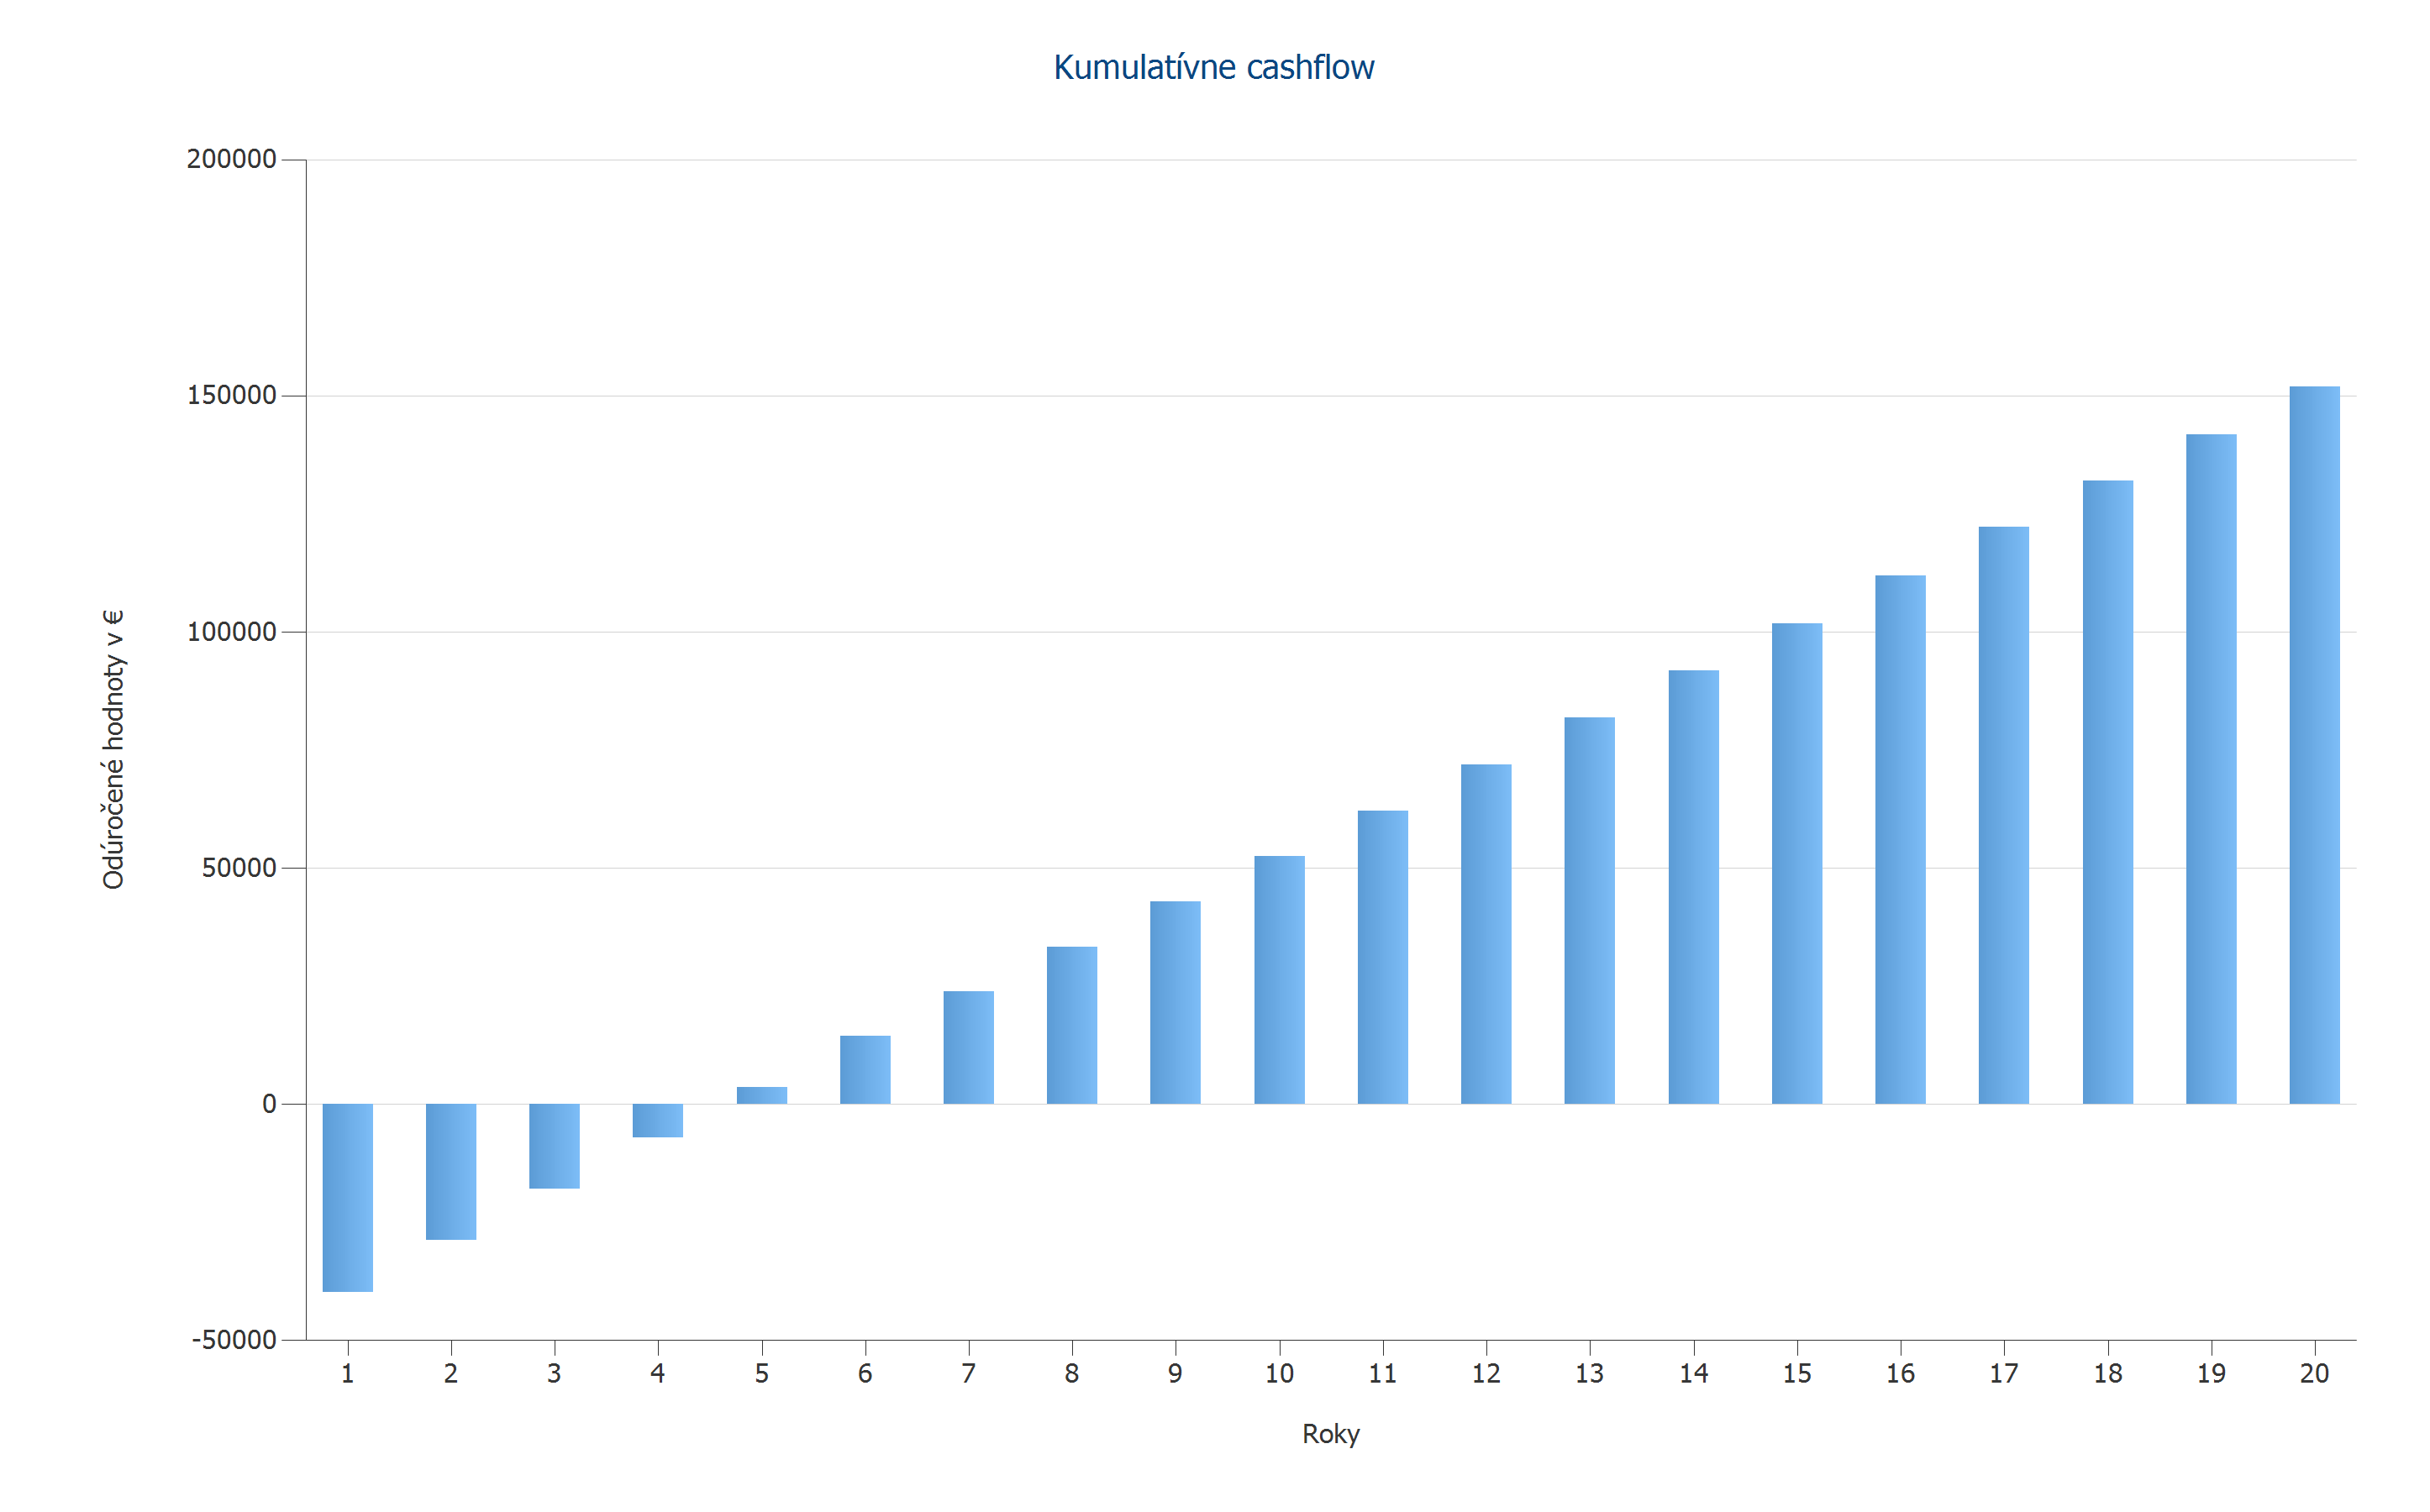 Kumulatívne cashflow
200000
150000
100000
50000
0
-50000
Odúročené hodnoty v €
1 2 3 4 5 6 7 8 9 10 11 12 13 14 15 16 17 18 19 20
Roky